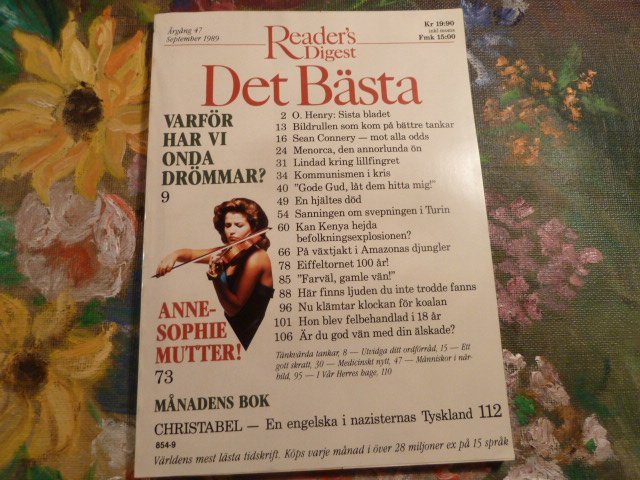 Årgång 47
September 1989
Reader's
Digest
Kr 19:90
inkl moms
Fmk 15:00
Det Bästa
VARFÖR
HAR VI
ONDA
DRÖMMAR?
9
2 O. Henry: Sista bladet
13 Bildrullen som kom på bättre tankar
16 Sean Connery — mot alla odds
24 Menorca, den annorlunda ön
31 Lindad kring lillfingret
34 Kommunismen i kris
40 "Gode Gud, låt dem hitta mig!"
49 En hjältes död
54 Sanningen om svepningen i Turin
60 Kan Kenya hejda
befolkningsexplosionen?
66 På växtjakt i Amazonas djungler
78 Eiffeltornet 100 år!
85 "Farväl, gamle vän!"
88 Här finns ljuden du inte trodde fanns
96 Nu klämtar klockan för koalan
101 Hon blev felbehandlad i 18 år
106 Är du god vän med din älskade?
Tänkvärda tankar, 8 — Utvidga ditt ordförråd, 15 — Ett
gott skratt, 30 — Medicinskt nytt, 47 — Människor i när-
bild, 95 — I Vår Herres hage, 110
ANNE-
SOPHIE
MUTTER!
73
MÅNADENS BOK
CHRISTABEL — En engelska i nazisternas Tyskland 112
854-9
Världens mest lästa tidskrift. Köps varje månad i över 28 miljoner ex på 15 språk